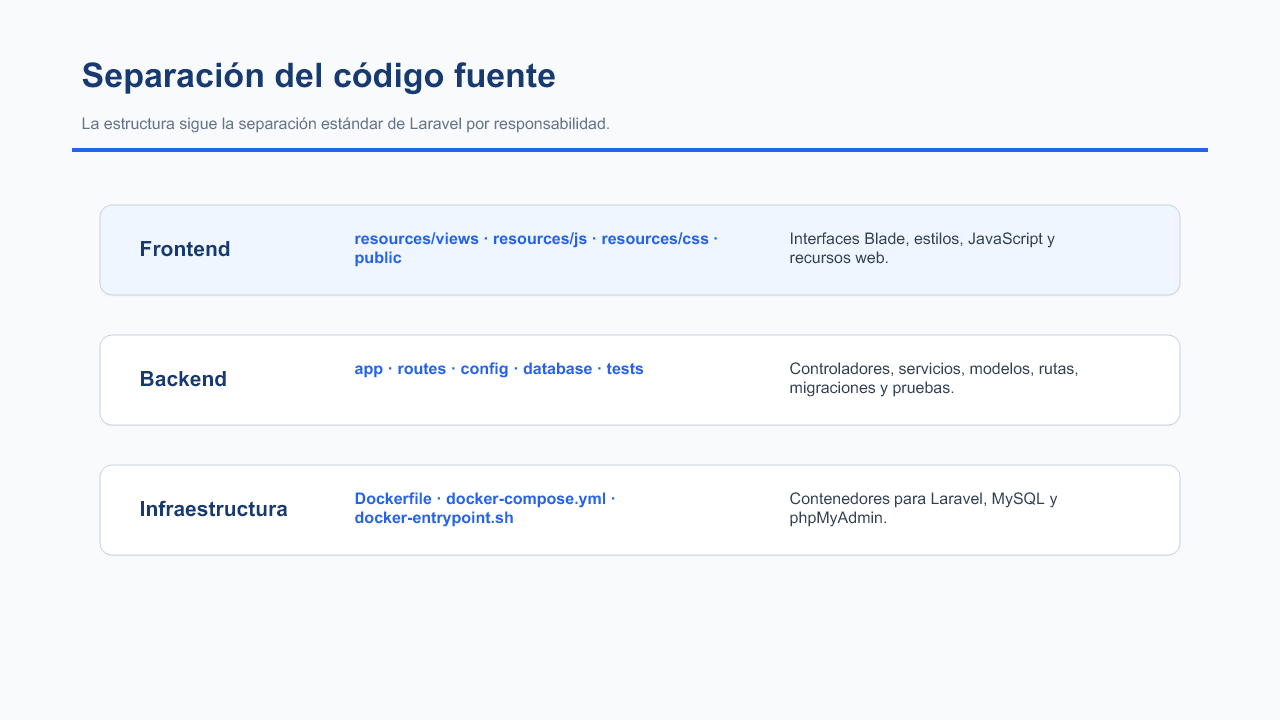 Separación del código fuente
La estructura sigue la separación estándar de Laravel por responsabilidad.
Frontend
resources/views · resources/js · resources/css ·
public
Interfaces Blade, estilos, JavaScript y
recursos web.
Backend
app · routes · config · database · tests
Controladores, servicios, modelos, rutas,
migraciones y pruebas.
Infraestructura
Dockerfile · docker-compose.yml ·
docker-entrypoint.sh
Contenedores para Laravel, MySQL y
phpMyAdmin.